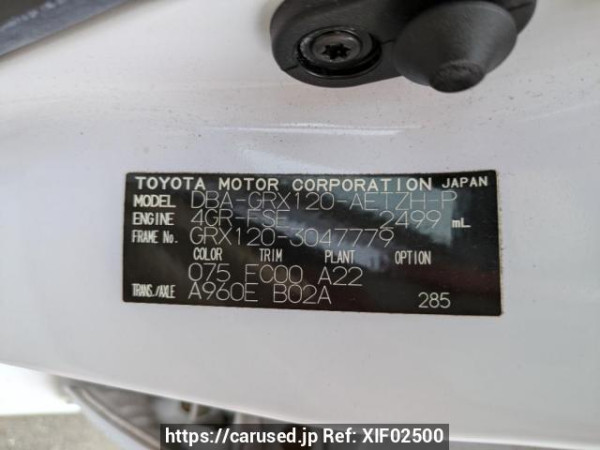 TOYOTA MOTOR CORPORATION JAPAN
MODEL DBA-GRX120-AETZH-P
ENGINE 4GR-FSE 2499 mL
FRAME No. GRX120-3047779
COLOR TRIM PLANT OPTION
075 FC00 A22
TRANS./AXLE A960E B02A 285
https://carused.jp Ref: XIF02500